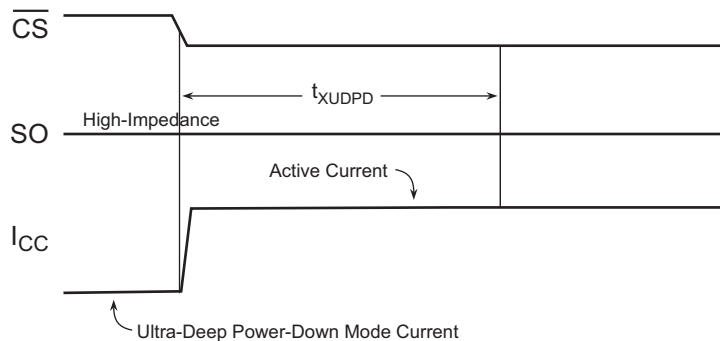 CS
tXUDPD
High-Impedance
SO
Active Current
ICC
Ultra-Deep Power-Down Mode Current